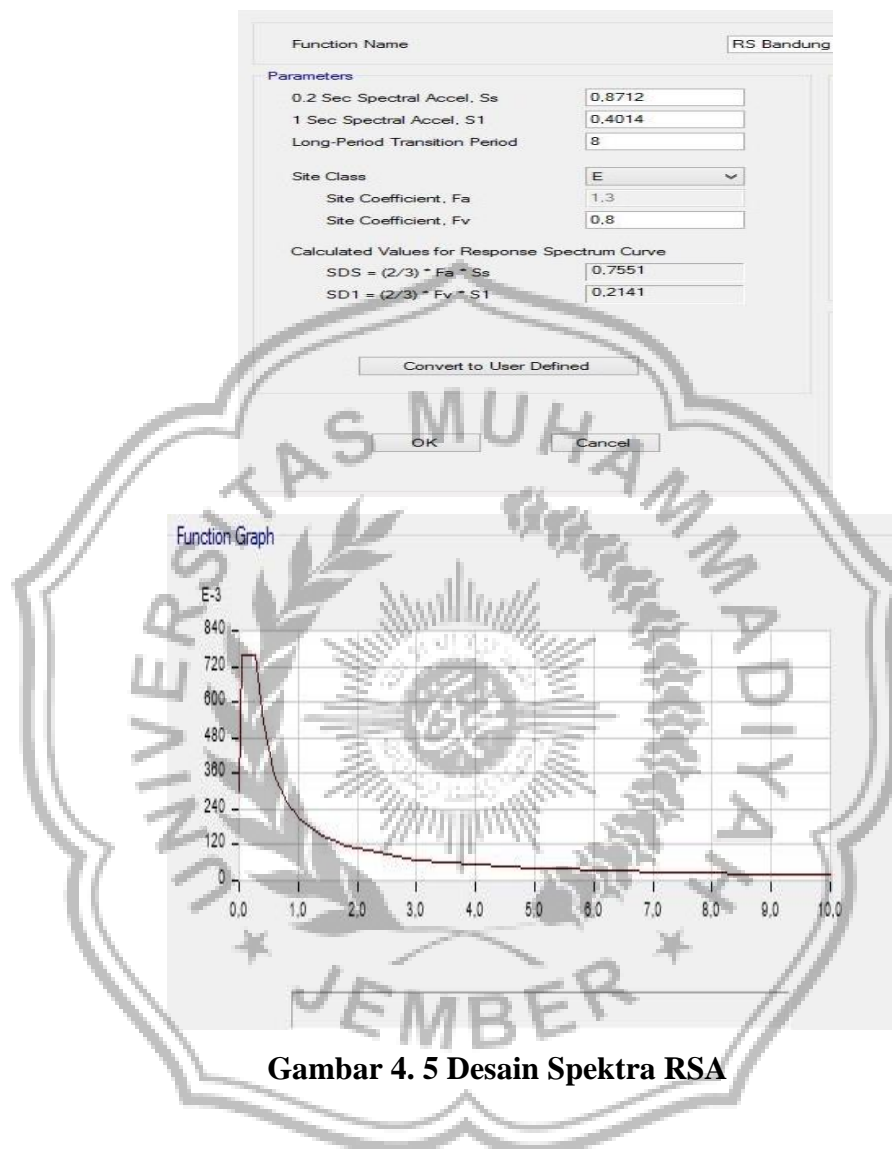 Function Name RS Bandung
Parameters
0.2 Sec Spectral Accel, Ss 0,8712
1 Sec Spectral Accel, S1 0,4014
Long-Period Transition Period 8
Site Class E
Site Coefficient, Fa 1,3
Site Coefficient, Fv 0,8
Calculated Values for Response Spectrum Curve
SDS = (2/3) * Fa * Ss 0,7551
SD1 = (2/3) * Fv * S1 0,2141
Convert to User Defined
OK Cancel
UNIVERSITAS MUHAMMADIYAH
JEMBER
Function Graph
E-3
840
720
600
480
360
240
120
0
0,0 1,0 2,0 3,0 4,0 5,0 6,0 7,0 8,0 9,0 10,0
Gambar 4. 5 Desain Spektra RSA